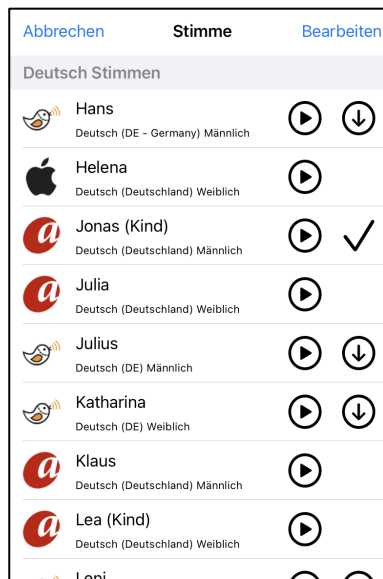 Abbrechen Stimme Bearbeiten
Deutsch Stimmen
Hans
Deutsch (DE - Germany) Männlich
Helena
Deutsch (Deutschland) Weiblich
Jonas (Kind)
Deutsch (Deutschland) Männlich
Julia
Deutsch (Deutschland) Weiblich
Julius
Deutsch (DE) Männlich
Katharina
Deutsch (DE) Weiblich
Klaus
Deutsch (Deutschland) Männlich
Lea (Kind)
Deutsch (Deutschland) Weiblich
Leni